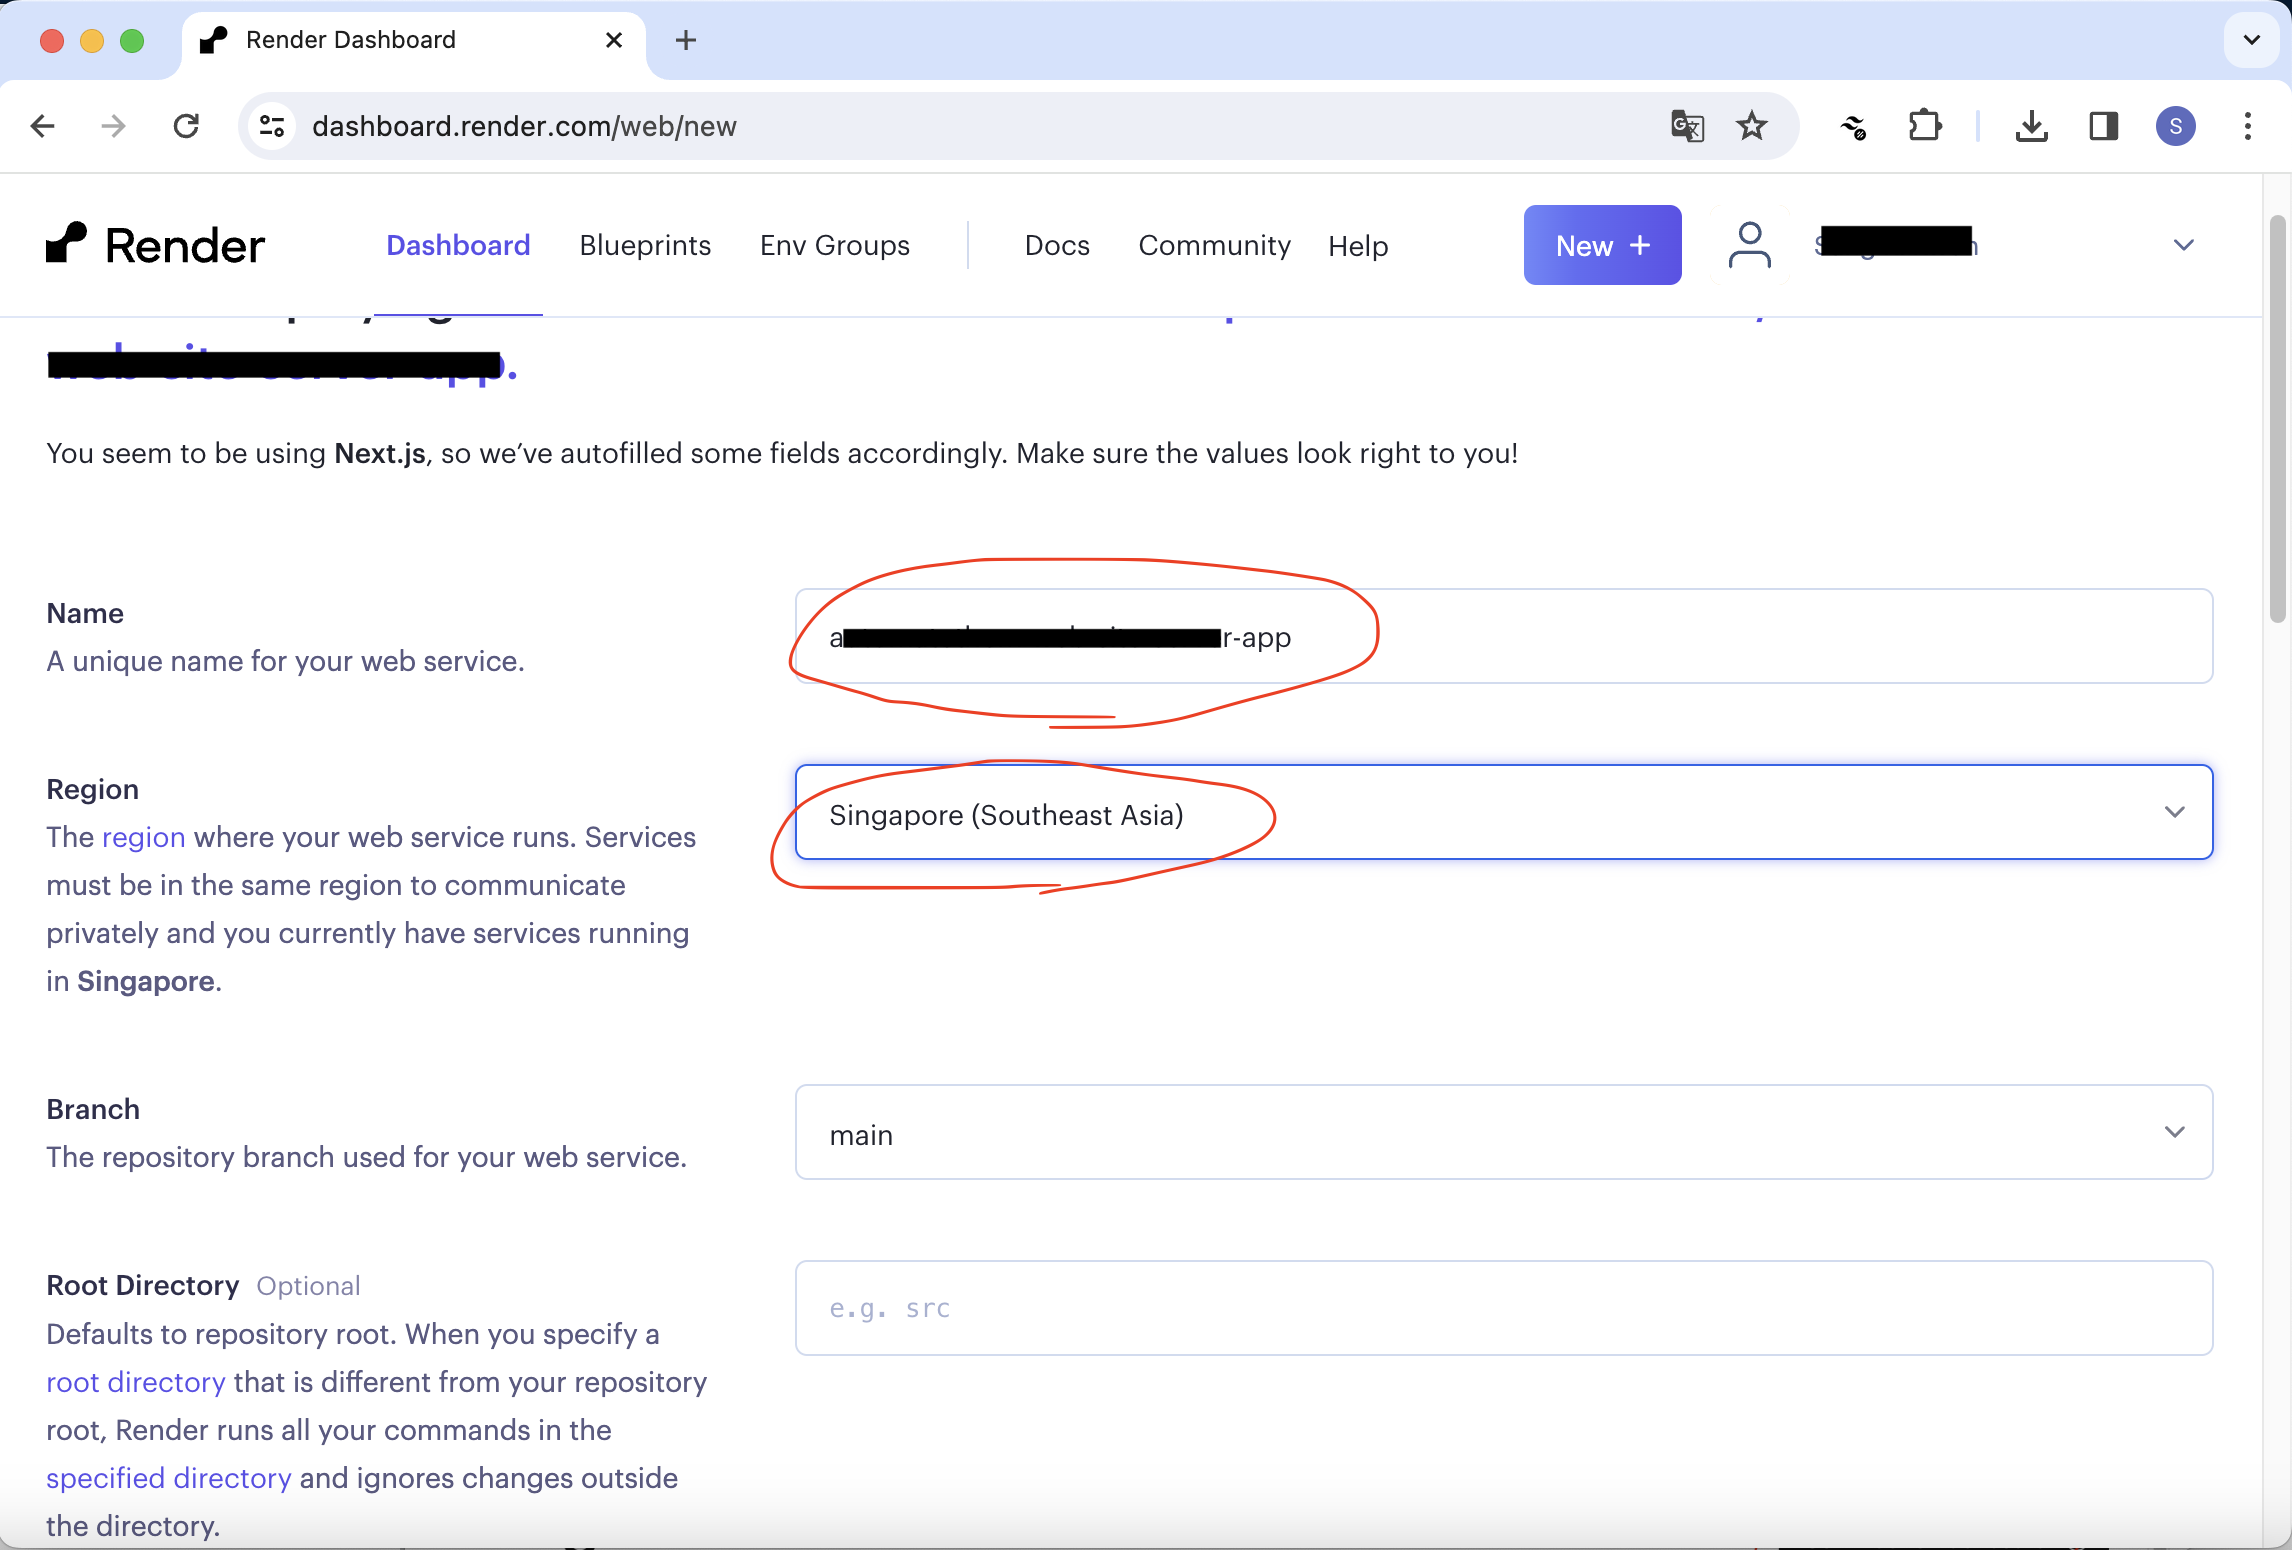 Render Dashboard
dashboard.render.com/web/new
S
Render
Dashboard
Blueprints
Env Groups
Docs
Community
Help
New +
You seem to be using Next.js, so we’ve autofilled some fields accordingly. Make sure the values look right to you!
Name
A unique name for your web service.
r-app
Region
The region where your web service runs. Services
must be in the same region to communicate
privately and you currently have services running
in Singapore.
Singapore (Southeast Asia)
Branch
The repository branch used for your web service.
main
Root Directory Optional
Defaults to repository root. When you specify a
root directory that is different from your repository
root, Render runs all your commands in the
specified directory and ignores changes outside
the directory.
e.g. src